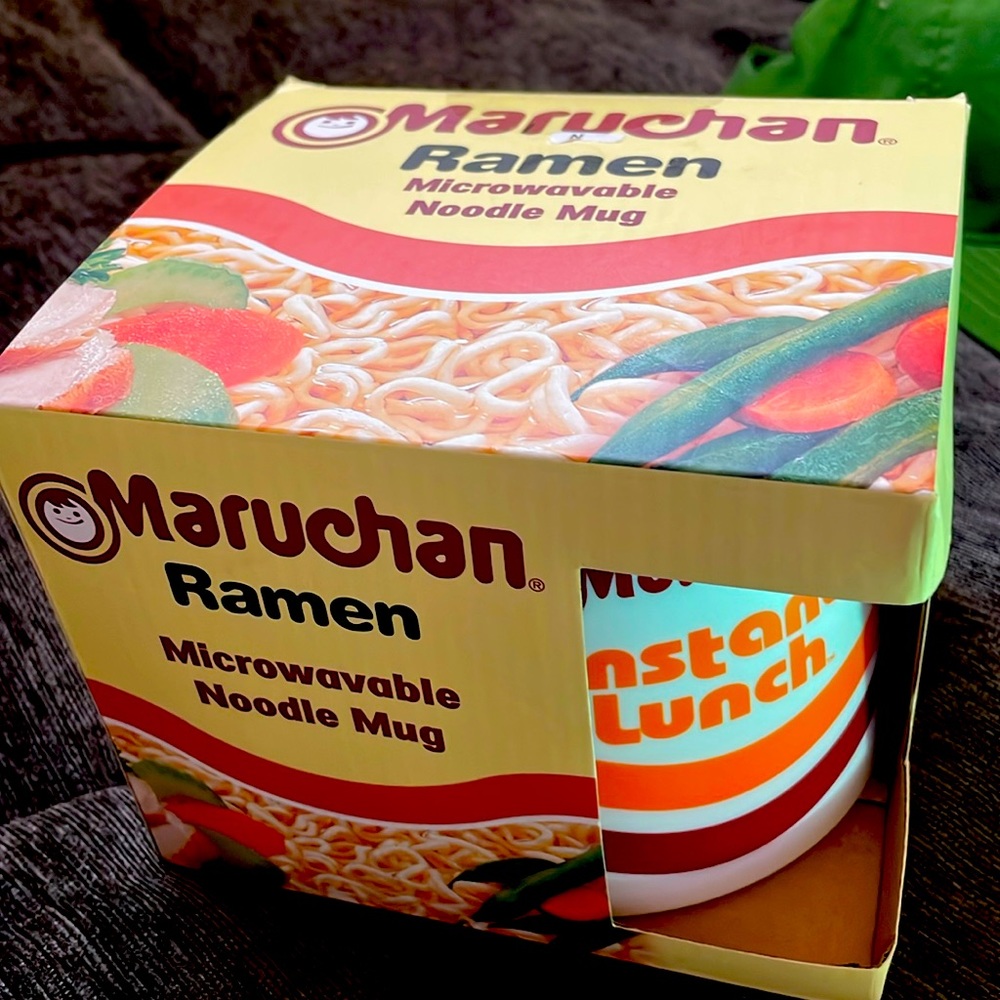 Maruchan®
Ramen
Microwavable
Noodle Mug
Maruchan®
Ramen
Microwavable
Noodle Mug
nstan
Lunch